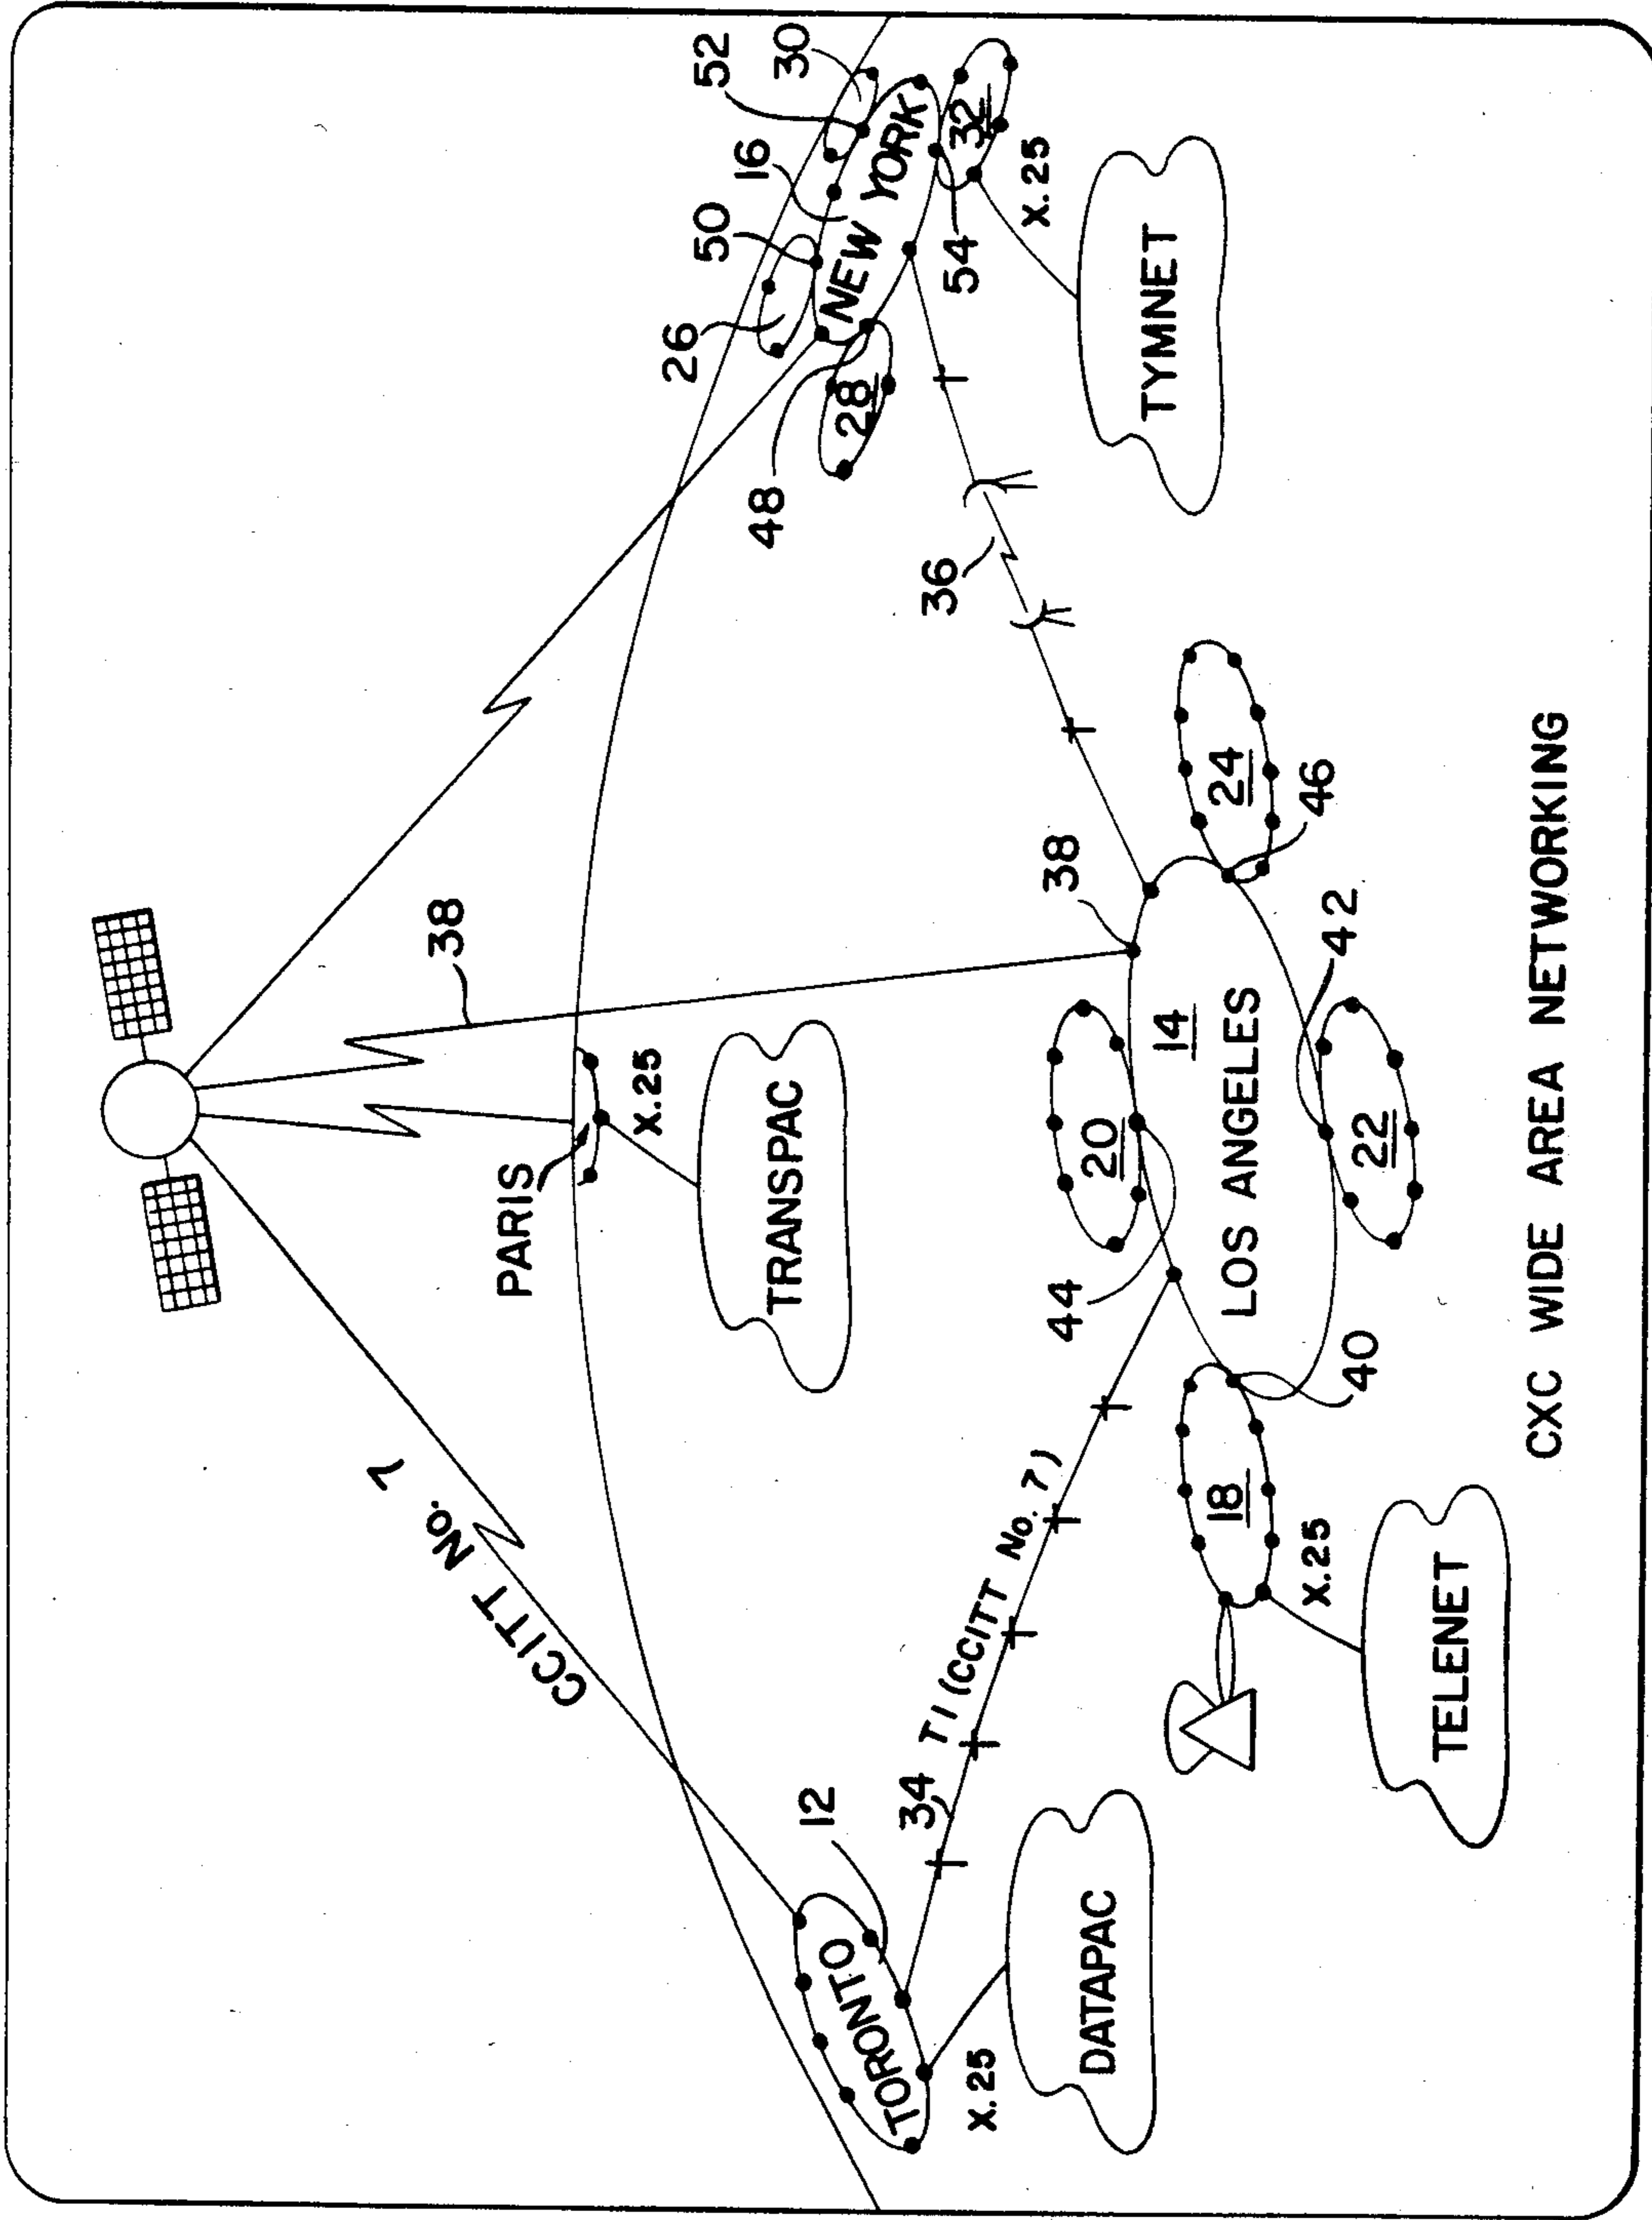 CCITT No. 7
38
PARIS
X.25
TRANSPAC
26
50
16
52
30
NEW YORK
48
28
32
54
X.25
TYMNET
36
12
TORONTO
X.25
DATAPAC
34
T1 (CCITT No. 7)
44
20
38
14
LOS ANGELES
18
40
X.25
TELENET
22
42
24
46
CXC WIDE AREA NETWORKING